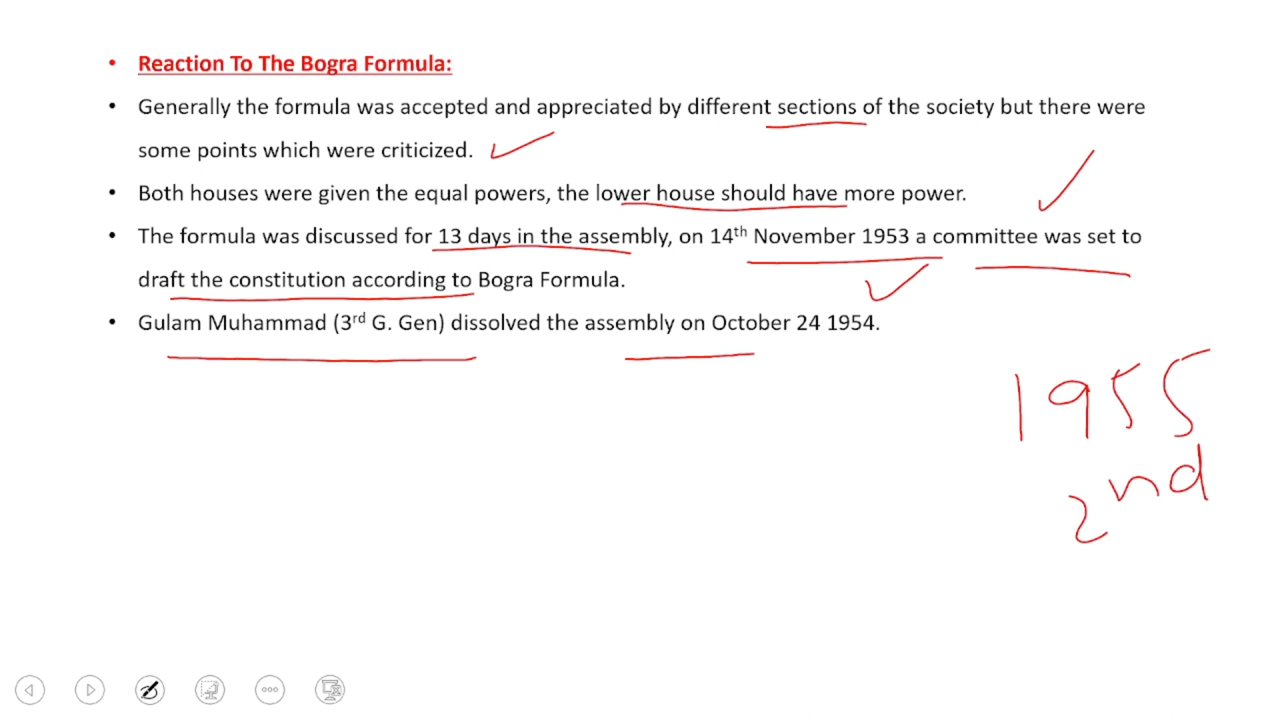 • Reaction To The Bogra Formula:
• Generally the formula was accepted and appreciated by different sections of the society but there were
some points which were criticized.
• Both houses were given the equal powers, the lower house should have more power.
• The formula was discussed for 13 days in the assembly, on 14th November 1953 a committee was set to
draft the constitution according to Bogra Formula.
• Gulam Muhammad (3rd G. Gen) dissolved the assembly on October 24 1954.
1955
2nd